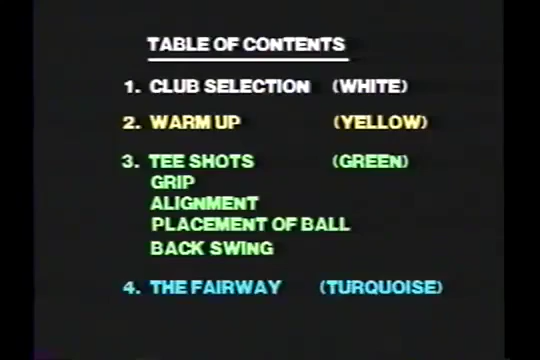 TABLE OF CONTENTS
1. CLUB SELECTION (WHITE)
2. WARM UP (YELLOW)
3. TEE SHOTS (GREEN)
GRIP
ALIGNMENT
PLACEMENT OF BALL
BACK SWING
4. THE FAIRWAY (TURQUOISE)